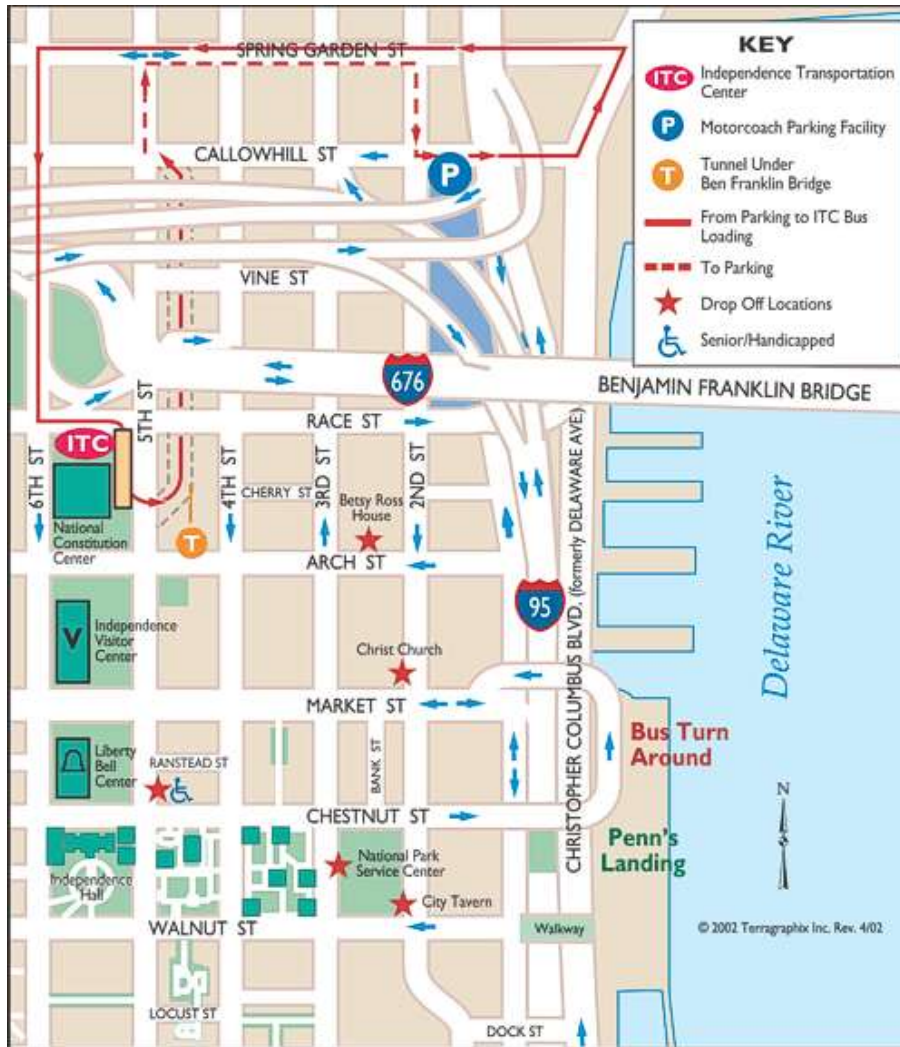 SPRING GARDEN ST
KEY
ITC
Independence Transportation
Center
P
Motorcoach Parking Facility
T
Tunnel Under
Ben Franklin Bridge
From Parking to ITC Bus
Loading
To Parking
Drop Off Locations
Senior/Handicapped
CALLOWHILL ST
P
VINE ST
676
BENJAMIN FRANKLIN BRIDGE
5TH ST
RACE ST
ITC
6TH ST
4TH ST
3RD ST
2ND ST
CHERRY ST
Betsy Ross
House
National
Constitution
Center
T
ARCH ST
95
CHRISTOPHER COLUMBUS BLVD. (formerly DELAWARE AVE.)
Delaware River
V
Independence
Visitor
Center
Christ Church
MARKET ST
Bus Turn
Around
Liberty
Bell
Center
RANSTEAD ST
BANK ST
CHESTNUT ST
N
Penn's
Landing
Independence
Hall
National Park
Service Center
City Tavern
WALNUT ST
Walkway
© 2002 Terragraphix Inc. Rev. 4/02
LOCUST ST
DOCK ST